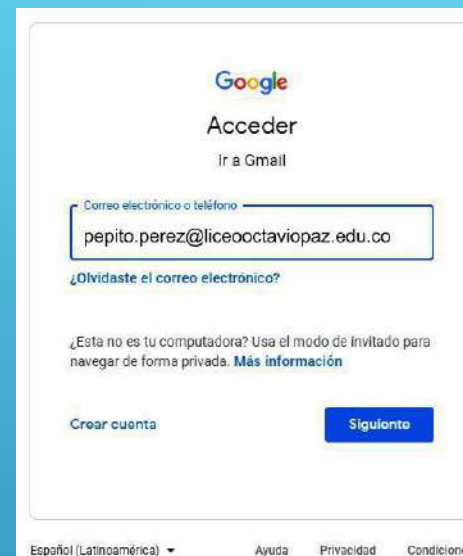 Google
Acceder
Ir a Gmail
Correo electrónico o teléfono
pepito.perez@liceooctaviopaz.edu.co
¿Olvidaste el correo electrónico?
¿Esta no es tu computadora? Usa el modo de invitado para
navegar de forma privada. Más información
Crear cuenta Siguiente
Español (Latinoamérica) Ayuda Privacidad Condicione